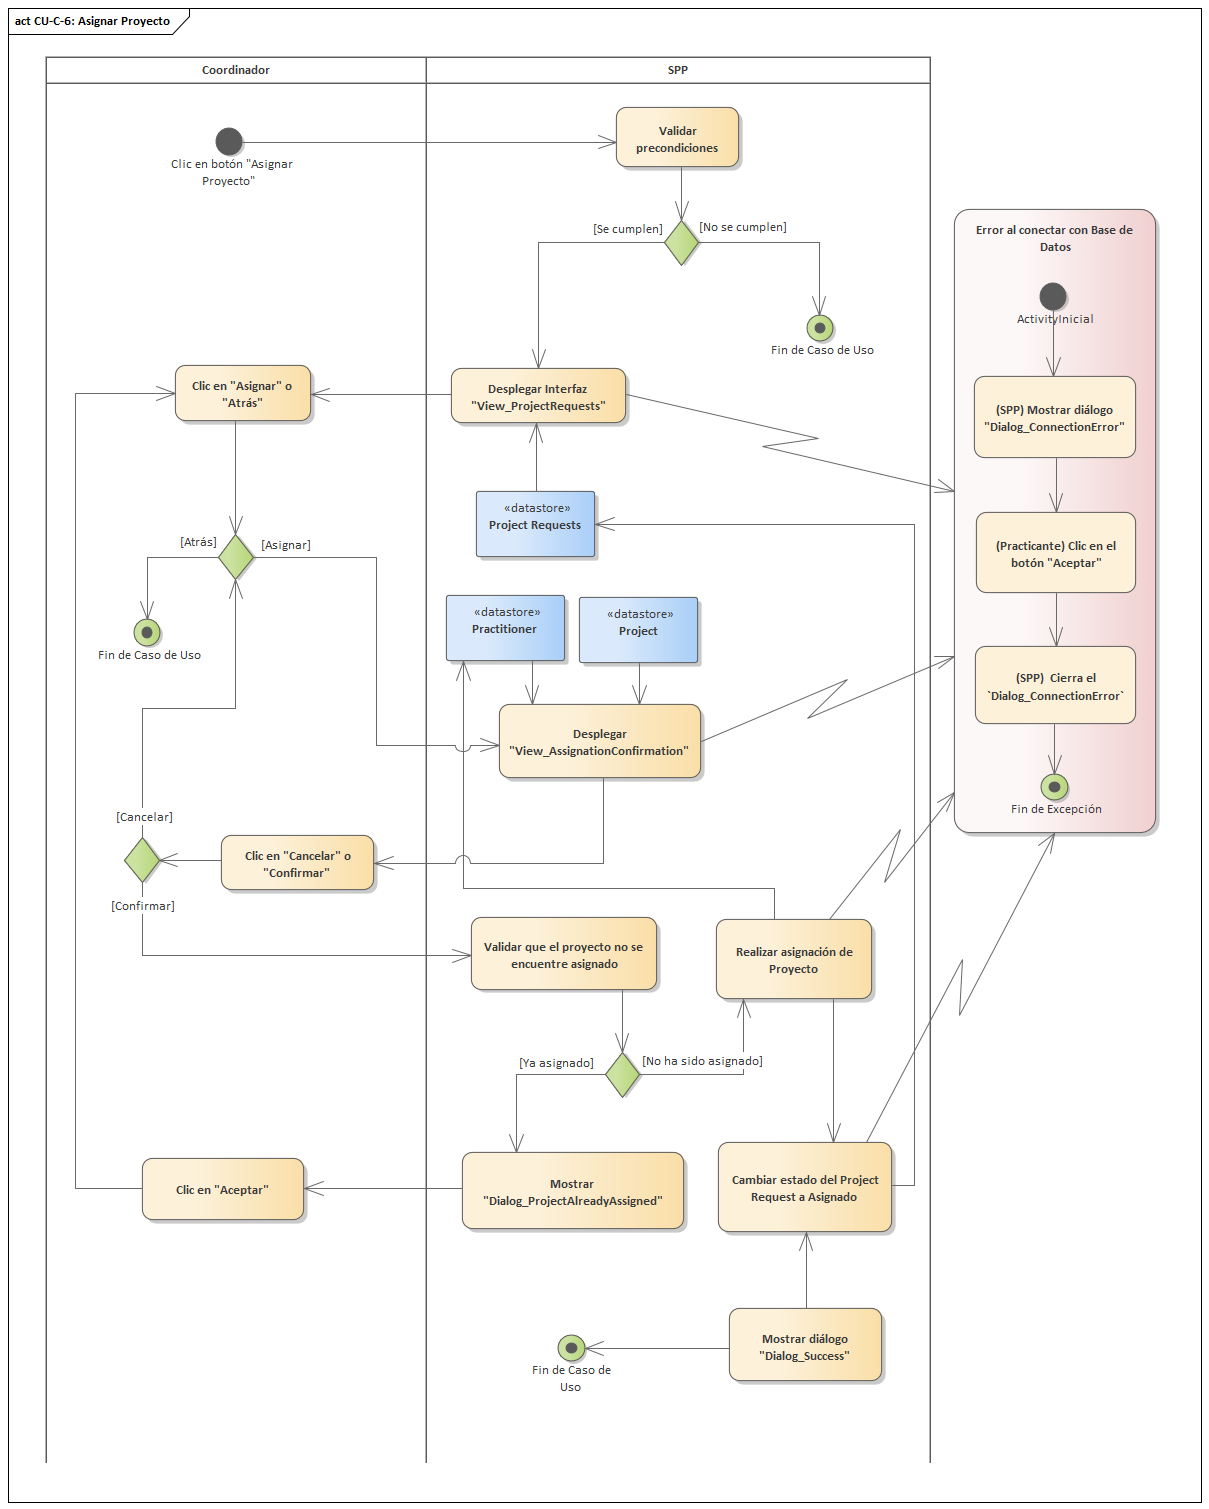 act CU-C-6: Asignar Proyecto
Coordinador
SPP
Validar
precondiciones
Clic en botón "Asignar
Proyecto"
[Se cumplen]
[No se cumplen]
Fin de Caso de Uso
Error al conectar con Base de
Datos
ActivityInicial
Clic en "Asignar" o
"Atrás"
Desplegar Interfaz
"View_ProjectRequests"
(SPP) Mostrar diálogo
"Dialog_ConnectionError"
«datastore»
Project Requests
[Atrás]
[Asignar]
(Practicante) Clic en el
botón "Aceptar"
«datastore»
Practitioner
«datastore»
Project
Fin de Caso de Uso
(SPP)  Cierra el
`Dialog_ConnectionError`
Desplegar
"View_AssignationConfirmation"
Fin de Excepción
[Cancelar]
Clic en "Cancelar" o
"Confirmar"
[Confirmar]
Validar que el proyecto no se
encuentre asignado
Realizar asignación de
Proyecto
[Ya asignado]
[No ha sido asignado]
Clic en "Aceptar"
Mostrar
"Dialog_ProjectAlreadyAssigned"
Cambiar estado del Project
Request a Asignado
Mostrar diálogo
"Dialog_Success"
Fin de Caso de
Uso